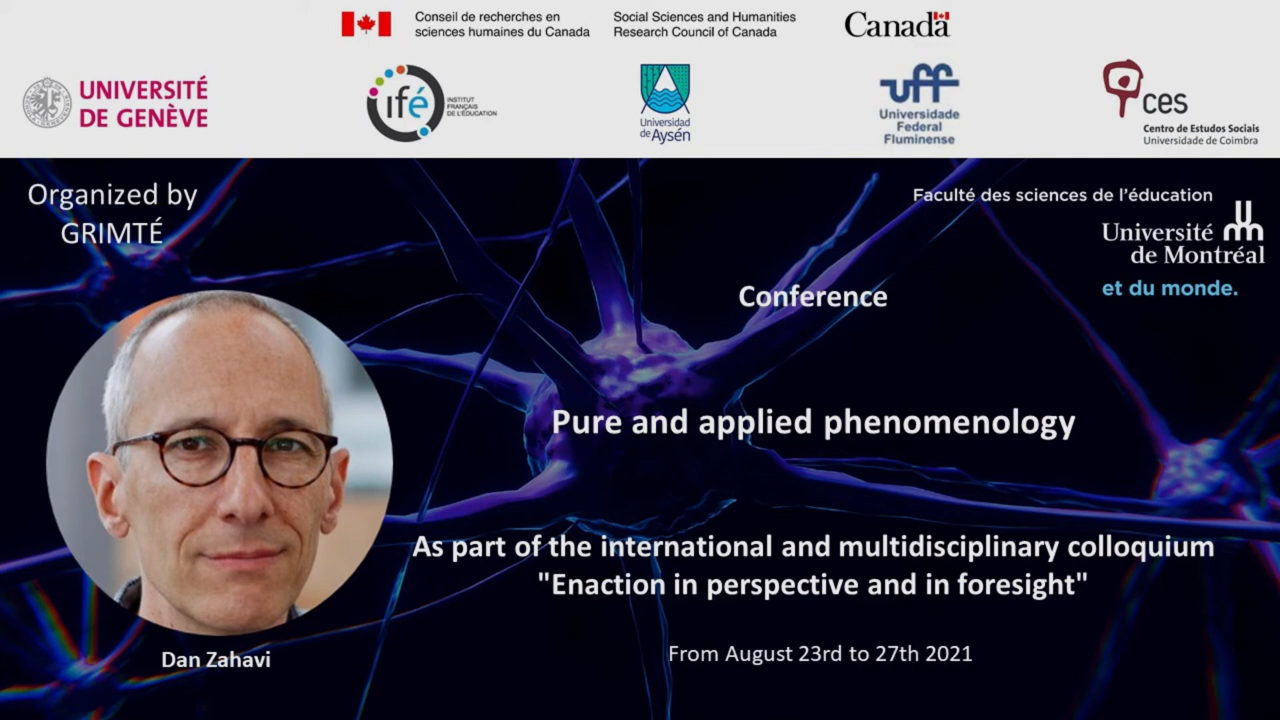 Conseil de recherches en
sciences humaines du Canada
Social Sciences and Humanities
Research Council of Canada
Canada
UNIVERSITÉ
DE GENÈVE
ifé
INSTITUT
FRANÇAIS
DE L'ÉDUCATION
Universidad
de Aysén
uff
Universidade
Federal
Fluminense
ces
Centro de Estudos Sociais
Universidade de Coimbra
Organized by
GRIMTÉ
Faculté des sciences de l'éducation
Université
de Montréal
et du monde.
Conference
Pure and applied phenomenology
As part of the international and multidisciplinary colloquium
"Enaction in perspective and in foresight"
Dan Zahavi
From August 23rd to 27th 2021